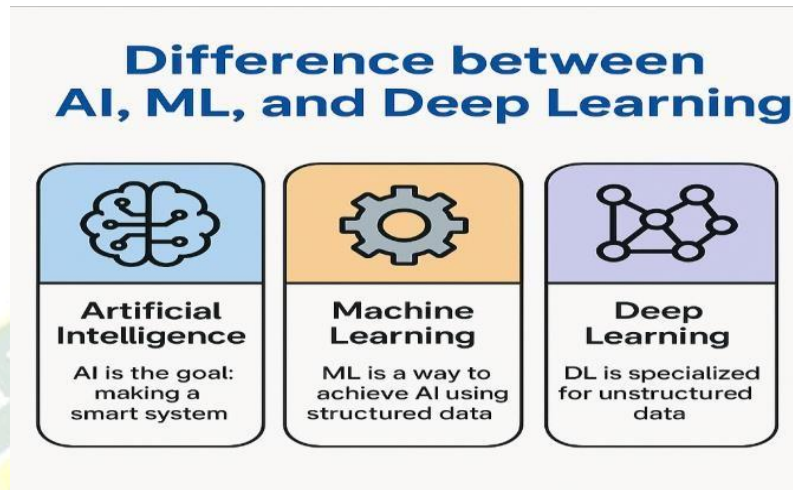 Difference between
AI, ML, and Deep Learning
Artificial
Intelligence
AI is the goal:
making a
smart system
Machine
Learning
ML is a way to
achieve AI using
structured data
Deep
Learning
DL is specialized
for unstructured
data